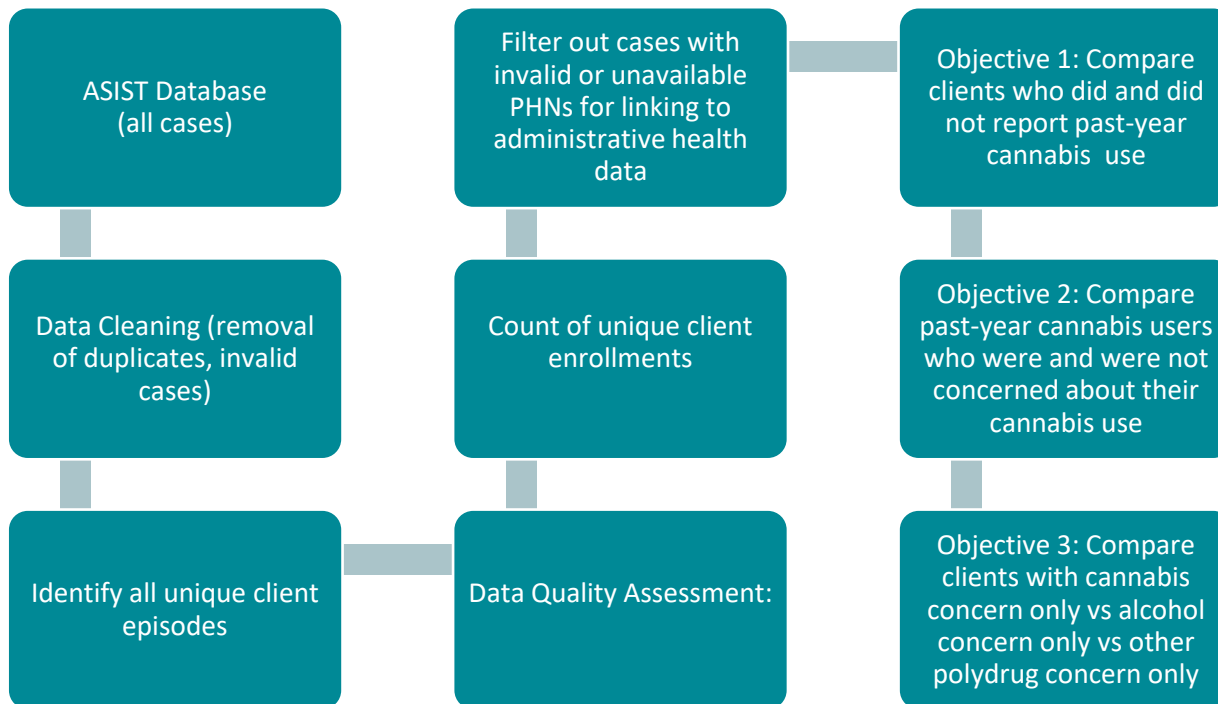 ASIST Database
(all cases)
Data Cleaning (removal
of duplicates, invalid
cases)
Identify all unique client
episodes
Data Quality Assessment:
Count of unique client
enrollments
Filter out cases with
invalid or unavailable
PHNs for linking to
administrative health
data
Objective 1: Compare
clients who did and did
not report past-year
cannabis use
Objective 2: Compare
past-year cannabis users
who were and were not
concerned about their
cannabis use
Objective 3: Compare
clients with cannabis
concern only vs alcohol
concern only vs other
polydrug concern only